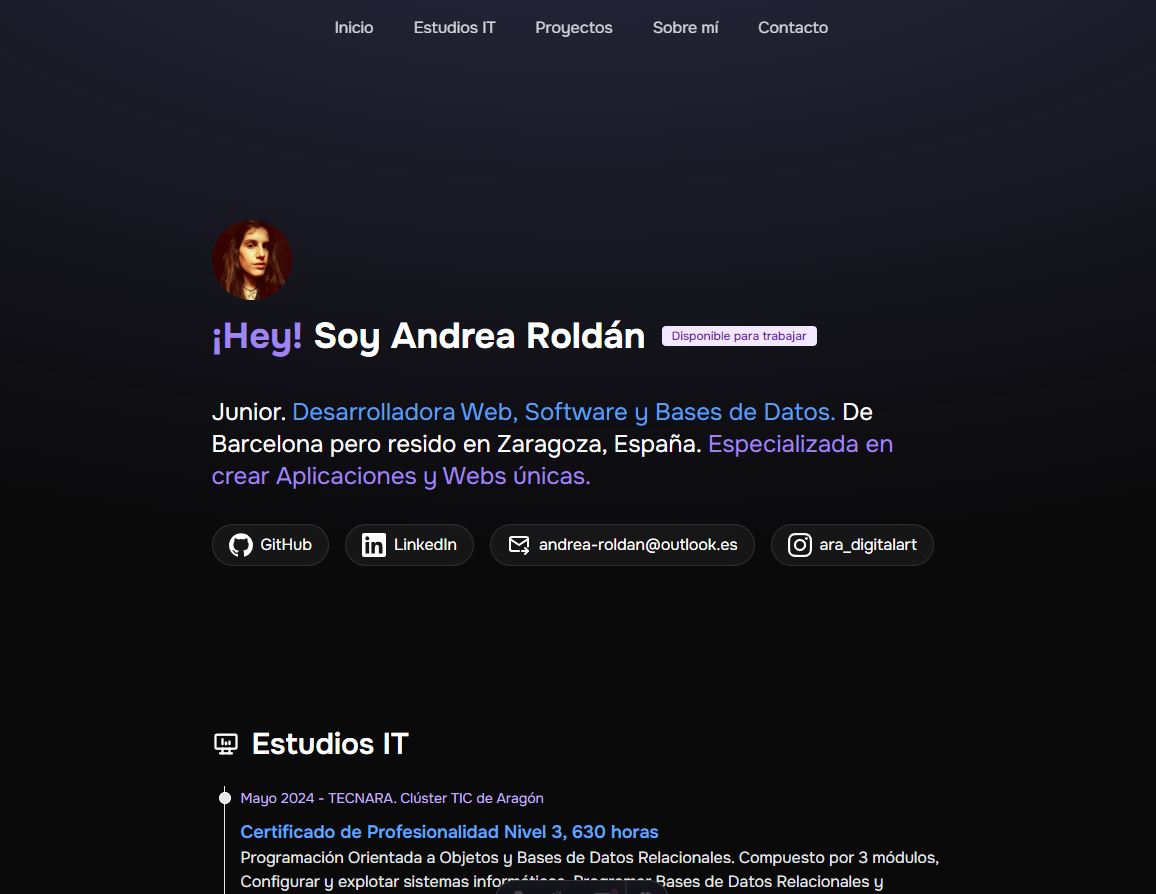 Inicio Estudios IT Proyectos Sobre mí Contacto
¡Hey! Soy Andrea Roldán Disponible para trabajar
Junior. Desarrolladora Web, Software y Bases de Datos. De
Barcelona pero resido en Zaragoza, España. Especializada en
crear Aplicaciones y Webs únicas.
GitHub LinkedIn andrea-roldan@outlook.es ara_digitalart
Estudios IT
Mayo 2024 - TECNARA. Clúster TIC de Aragón
Certificado de Profesionalidad Nivel 3, 630 horas
Programación Orientada a Objetos y Bases de Datos Relacionales. Compuesto por 3 módulos,
Configurar y explotar sistemas informáticos, Programar Bases de Datos Relacionales y